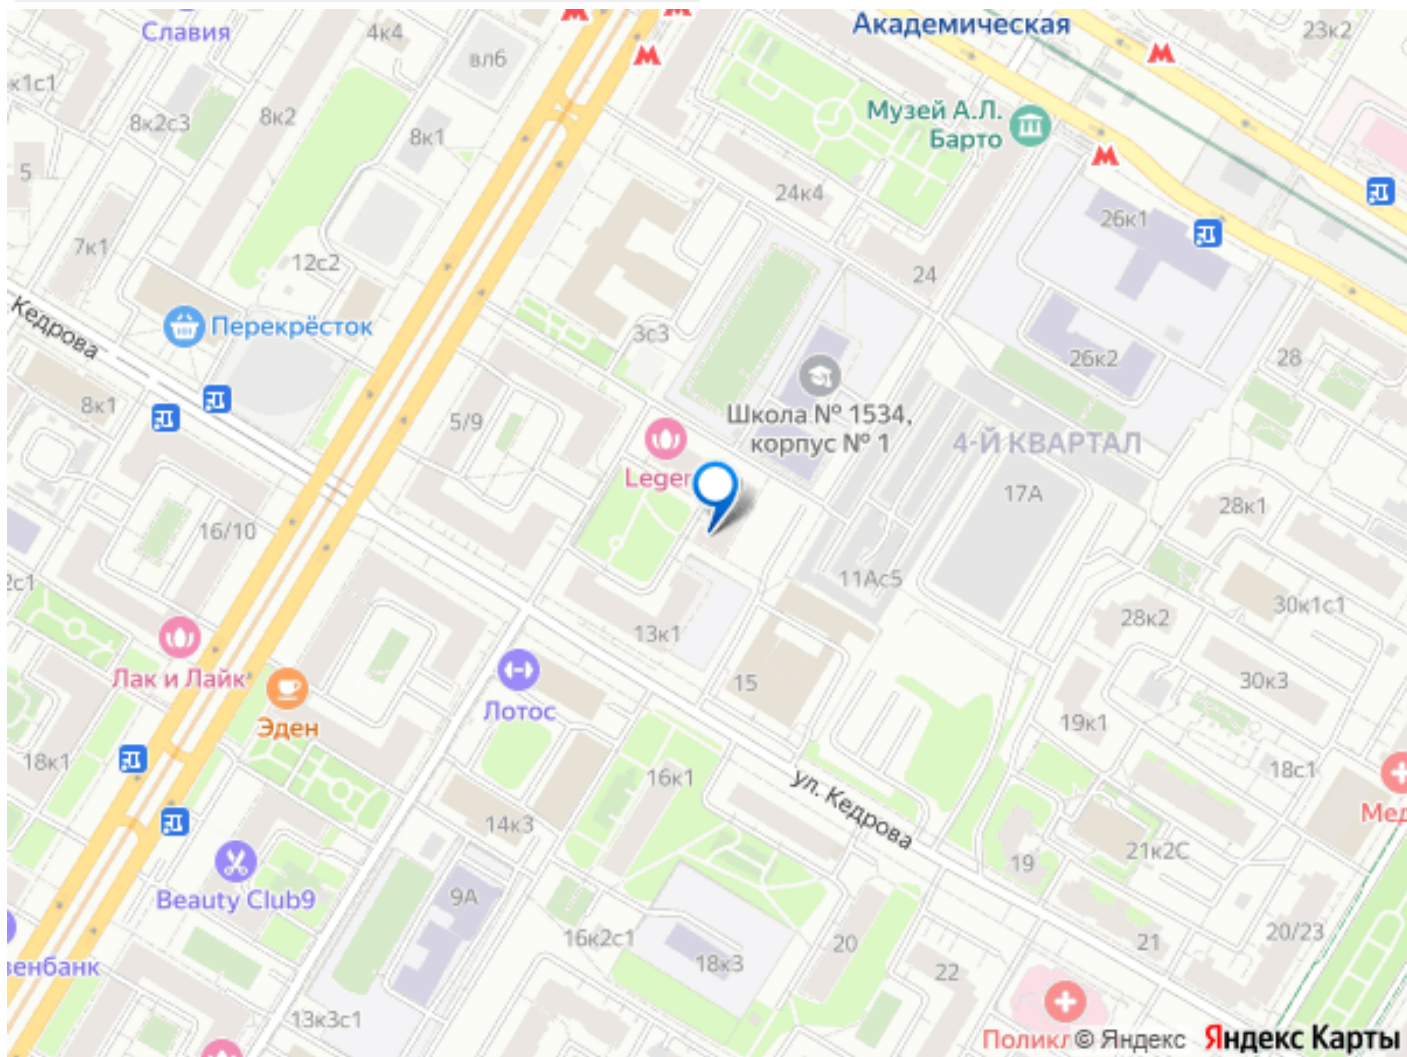 Славия
4к4
вл6
Академическая
23к2
к1с1
8к2с3
8к2
8к1
Музей А.Л.
Барто
5
24к4
26к1
7к1
12с2
24
Кедрова
Перекрёсток
3с3
26к2
28
8к1
5/9
Школа № 1534,
корпус № 1
4-Й КВАРТАЛ
Leger
17А
28к1
16/10
2с1
11Ас5
30к1с1
13к1
28к2
Лак и Лайк
15
30к3
Лотос
Эден
19к1
18к1
16к1
ул. Кедрова
18с1
Мед
14к3
19
21к2С
Beauty Club9
9А
16к2с1
20
21
20/23
венбанк
18к3
22
13к3с1
Поликл
© Яндекс
Яндекс Карты